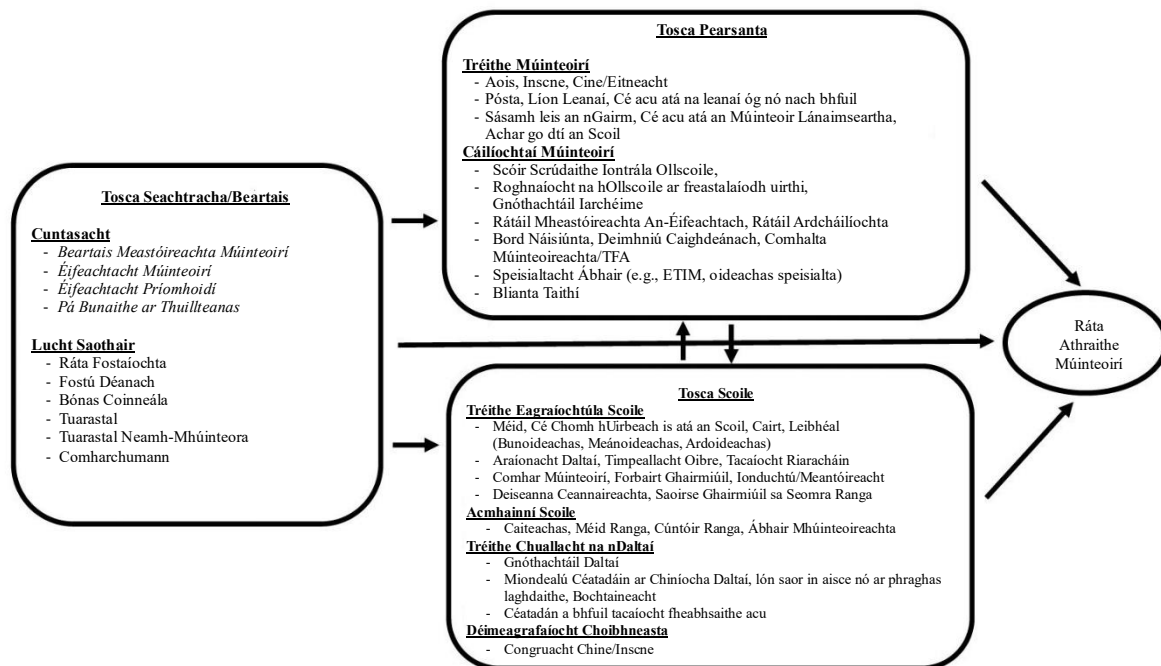 Tosca Pearsanta
Tréithe Múinteoirí
- Aois, Inscne, Cine/Eitneacht
- Pósta, Líon Leanaí, Cé acu atá na leanaí óg nó nach bhfuil
- Sásamh leis an nGairm, Cé acu atá an Múinteoir Lánaimseartha,
Achar go dtí an Scoil
Cáilíochtaí Múinteoirí
- Scóir Scrúdaithe Iontrála Ollscoile,
- Roghnaíocht na hOllscoile ar freastalaíodh uirthi,
Gnóthachtáil Iarchéime
- Rátáil Mheastóireachta An-Éifeachtach, Rátáil Ardcháilíochta
- Bord Náisiúnta, Deimhniú Caighdeánach, Comhalta
Múinteoireachta/TFA
- Speisialtacht Ábhair (e.g., ETIM, oideachas speisialta)
- Blianta Taithí
Tosca Seachtracha/Beártais
Cuntasacht
- Beartais Meastóireachta Múinteoirí
- Éifeachtacht Múinteoirí
- Éifeachtacht Príomhoidí
- Pá Bunaithe ar Thuillteanas
Lucht Saothair
- Ráta Fostaíochta
- Fostú Déanach
- Bónas Coinneála
- Tuarastal
- Tuarastal Neamh-Mhúinteora
- Comharchumann
Tosca Scoile
Tréithe Eagraíochtúla Scoile
- Méid, Cé Chomh hUirbeach is atá an Scoil, Cairt, Leibhéal
(Bunoideachas, Meánoideachas, Ardoideachas)
- Araíonacht Daltaí, Timpeallacht Oibre, Tacaíocht Riaracháin
- Comhar Múinteoirí, Forbairt Ghairmiúil, Ionduchtú/Meantóireacht
- Deiseanna Ceannaireachta, Saoirse Ghairmiúil sa Seomra Ranga
Acmhainní Scoile
- Caiteachas, Méid Ranga, Cúntóir Ranga, Ábhair Mhúinteoireachta
Tréithe Chuallacht na nDaltaí
- Gnóthachtáil Daltaí
- Miondealú Céatadáin ar Chiníocha Daltaí, lón saor in aisce nó ar phraghas
laghdaithe, Bochtaineacht
- Céatadán a bhfuil tacaíocht fheabhsaithe acu
Déimeagrafaíocht Choibhneasta
- Congruacht Chine/Inscne
Ráta
Athraithe
Múinteoirí